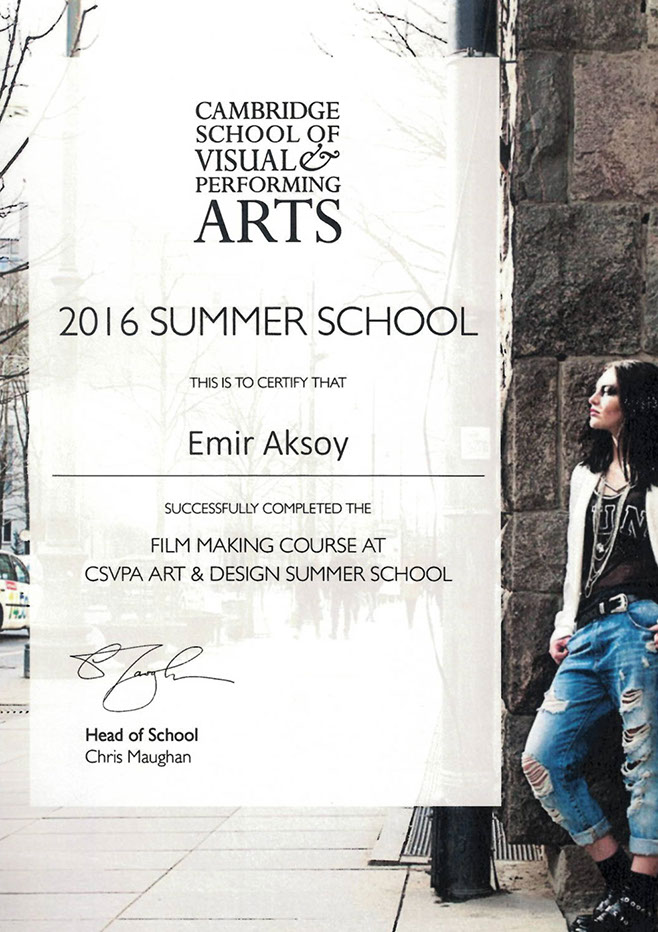 CAMBRIDGE
SCHOOL OF
VISUAL &
PERFORMING
ARTS
2016 SUMMER SCHOOL
THIS IS TO CERTIFY THAT
Emir Aksoy
SUCCESSFULLY COMPLETED THE
FILM MAKING COURSE AT
CSVPA ART & DESIGN SUMMER SCHOOL
Head of School
Chris Maughan